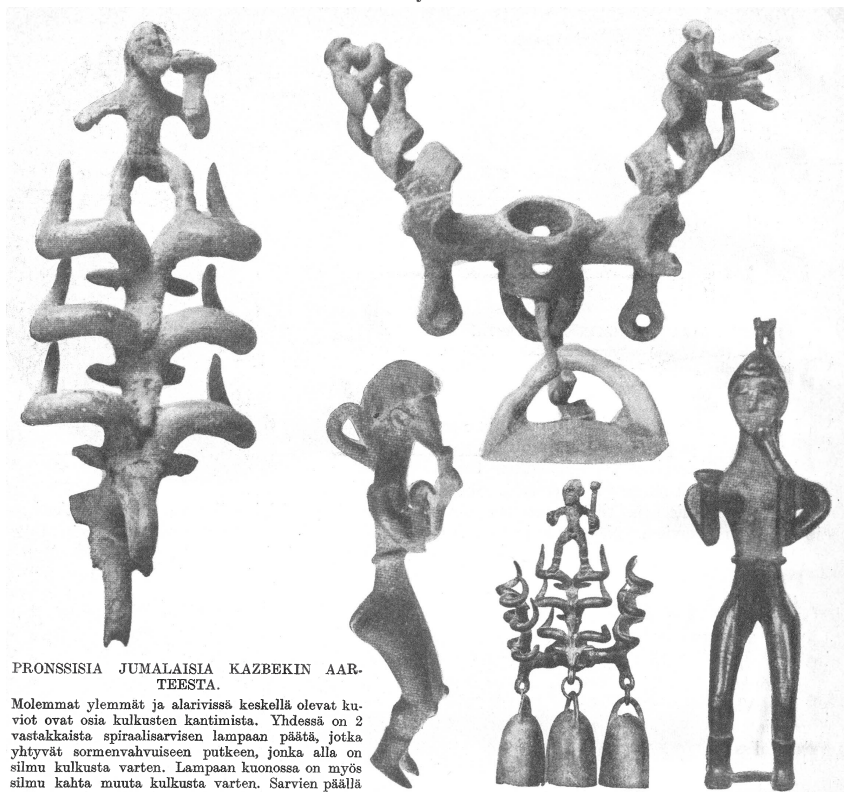 PRONSSISIA JUMALAISIA KAZBEKIN AAR-
TEESTA.
Molemmat ylemmät ja alarivissä keskellä olevat ku-
viot ovat osia kulkusten kantimista. Yhdessä on 2
vastakkaista spiraalisarvisen lampaan päätä, jotka
yhtyvät sormenvahvuiseen putkeen, jonka alla on
silmu kulkusta varten. Lampaan kuonossa on myös
silmu kahta muuta kulkusta varten. Sarvien päällä